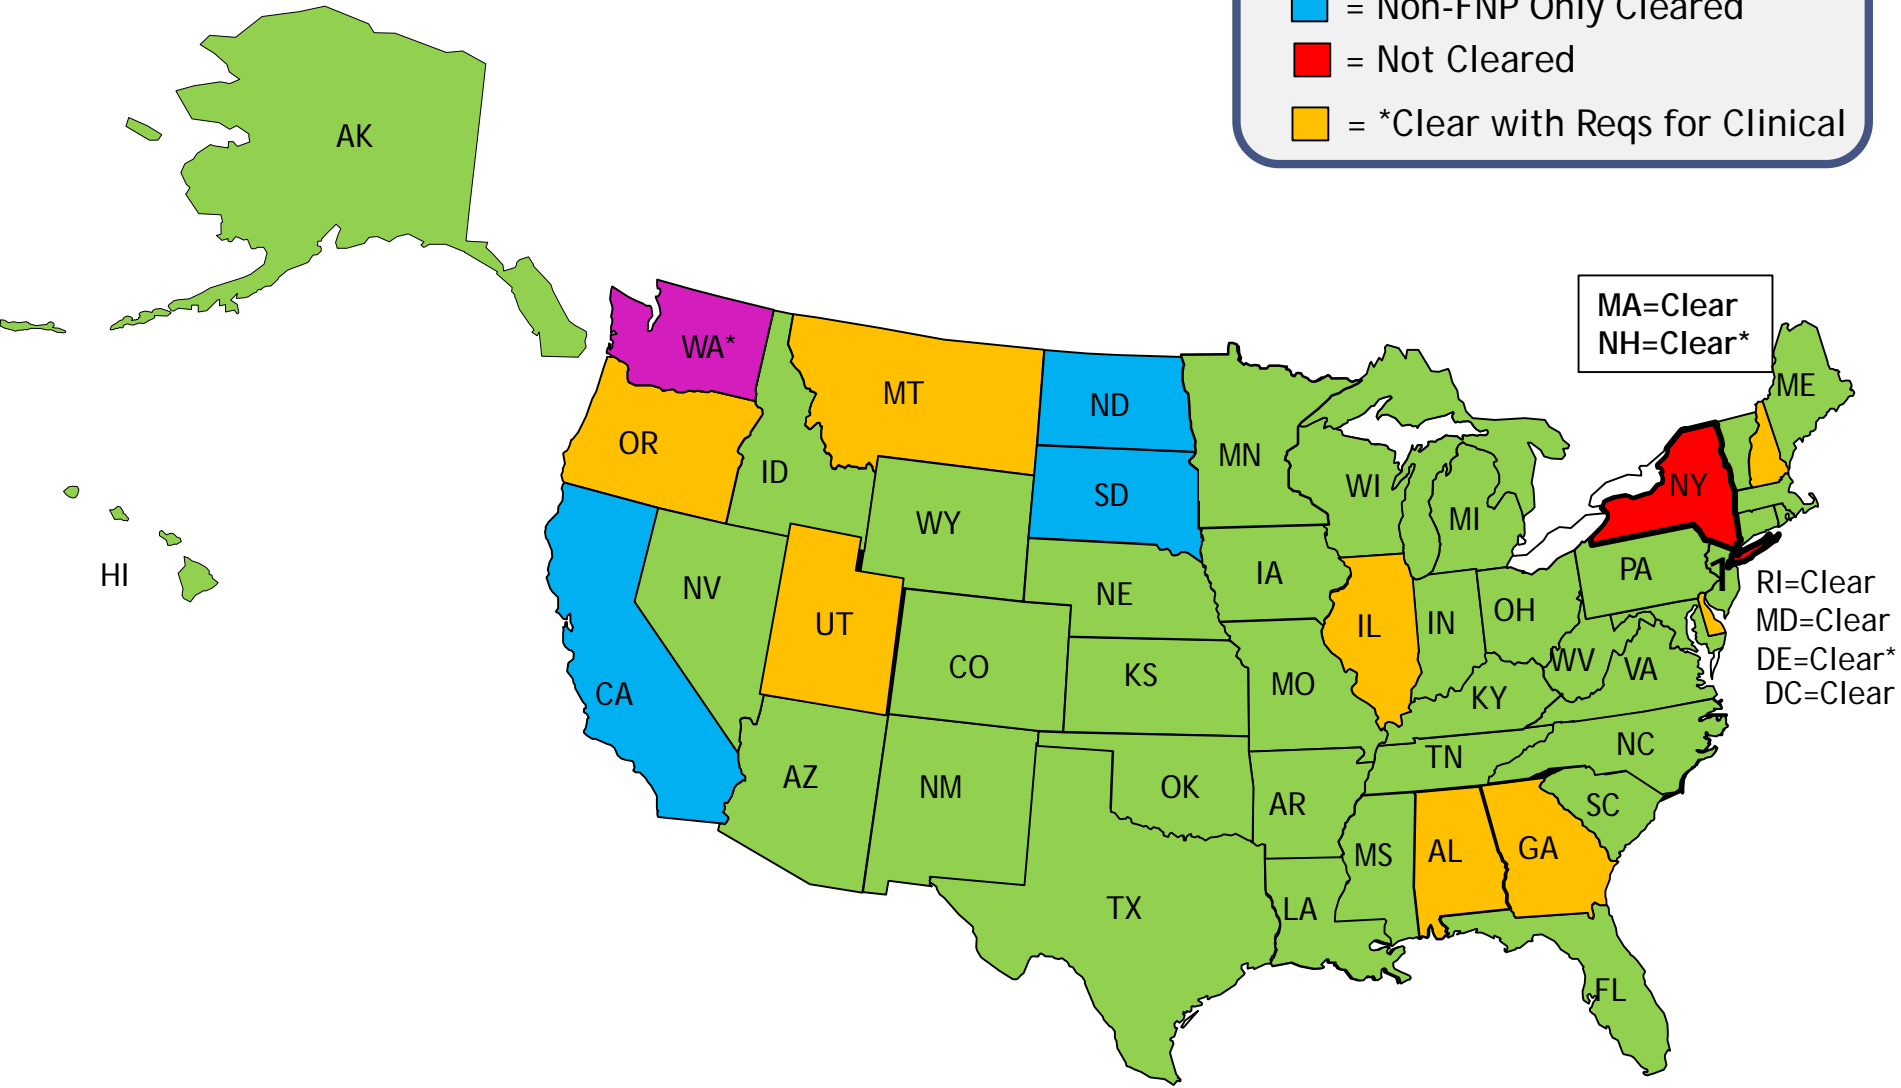 = Non-FNP Only Cleared
= Not Cleared
= *Clear with Reqs for Clinical
AK
MA=Clear
NH=Clear*
WA*
ME
MT
ND
OR
MN
ID
SD
WI
NY
WY
MI
HI
NV
NE
IA
PA
1
RI=Clear
UT
IL
IN
OH
MD=Clear
CO
KS
MO
WV
VA
DE=Clear*
CA
KY
DC=Clear
AZ
NM
OK
TN
NC
AR
SC
MS
AL
GA
TX
LA
FL